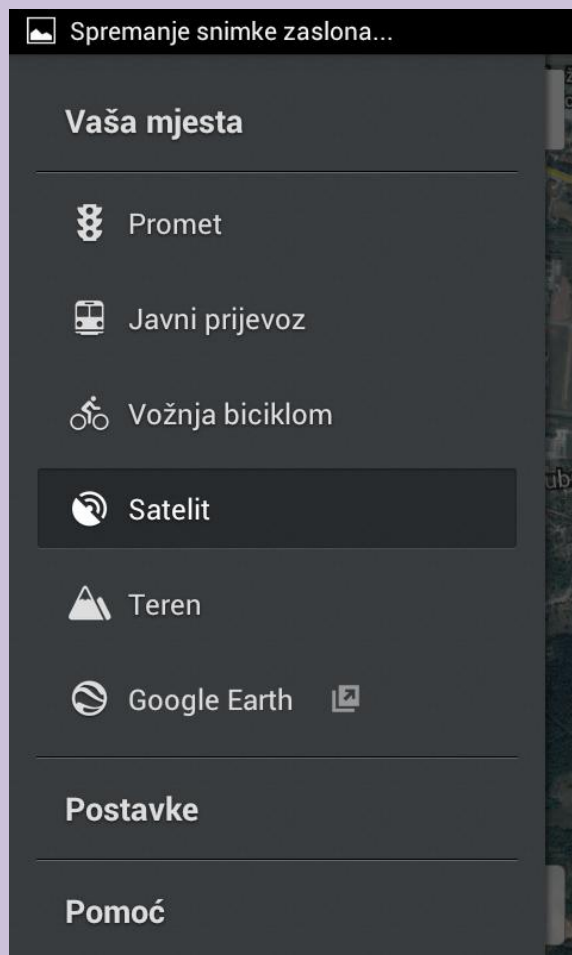 Spremanje snimke zaslona...
Vaša mjesta
Promet
Javni prijevoz
Vožnja biciklom
Satelit
Teren
Google Earth
Postavke
Pomoć